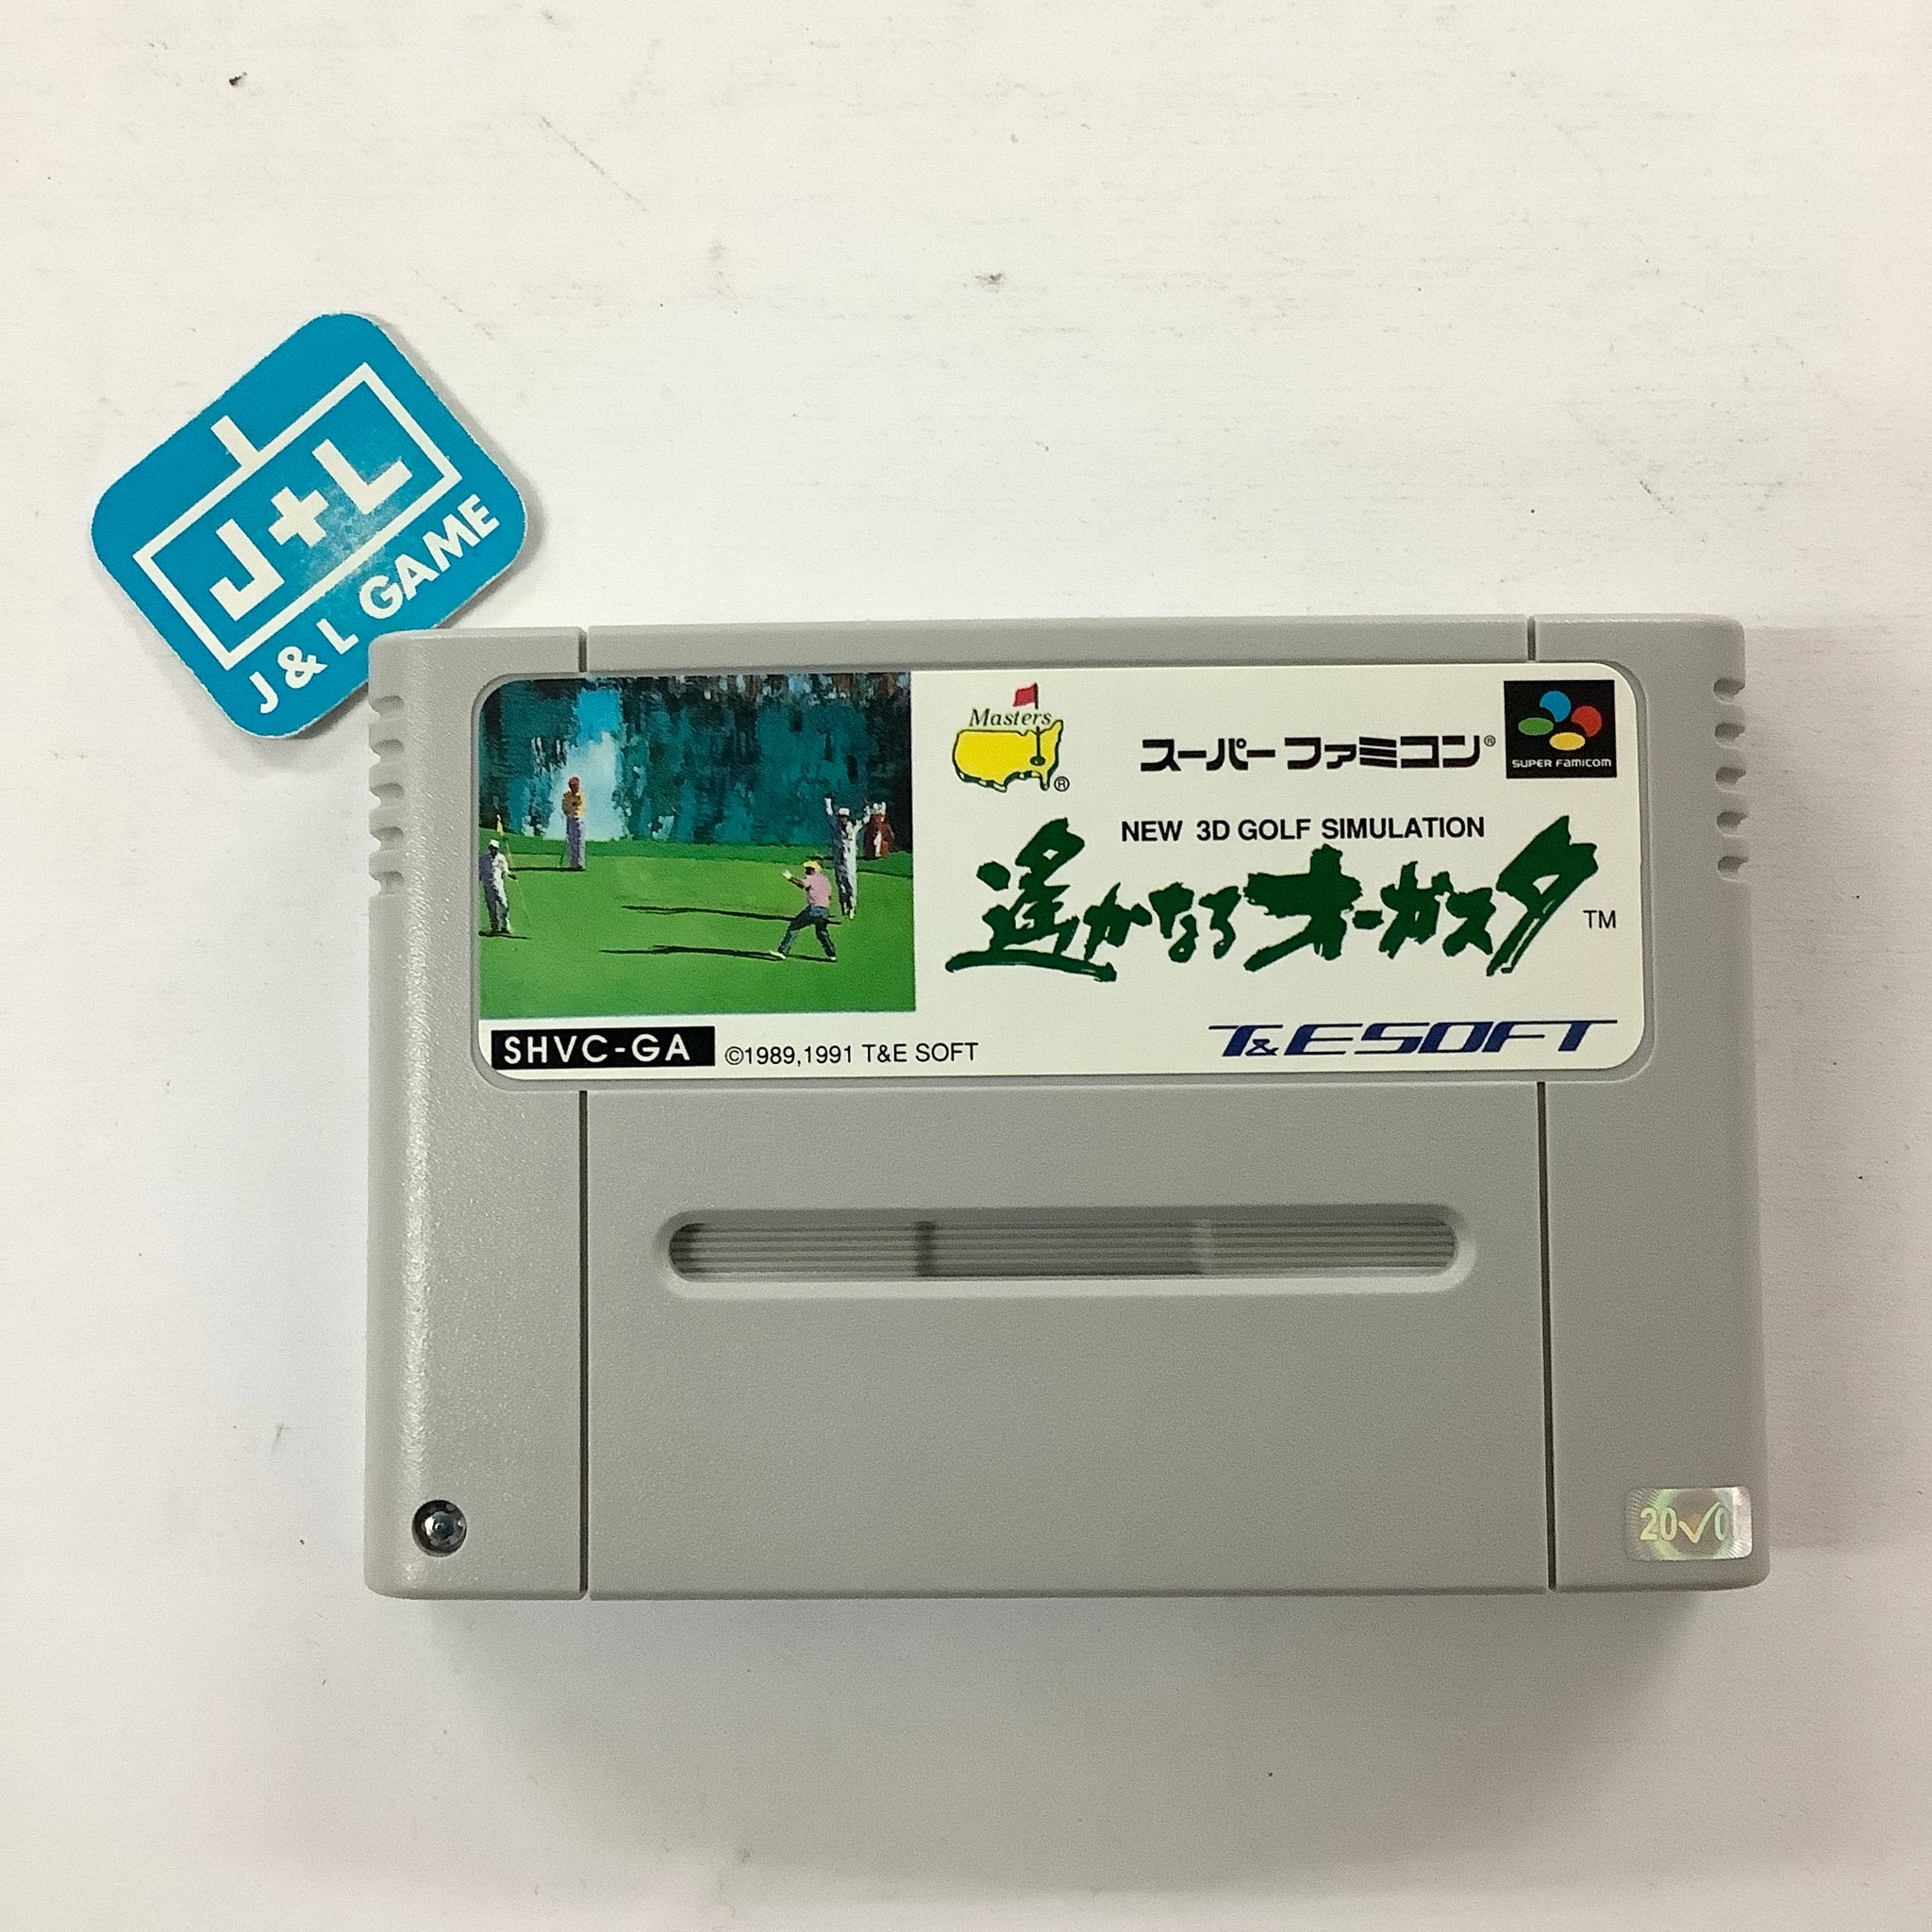 J+L
J & L GAME
Masters
®
スーパーファミコン®
SUPER FAMICOM
NEW 3D GOLF SIMULATION
遙かなるオーガスタ
TM
SHVC-GA
©1989,1991 T&E SOFT
T&E SOFT
20